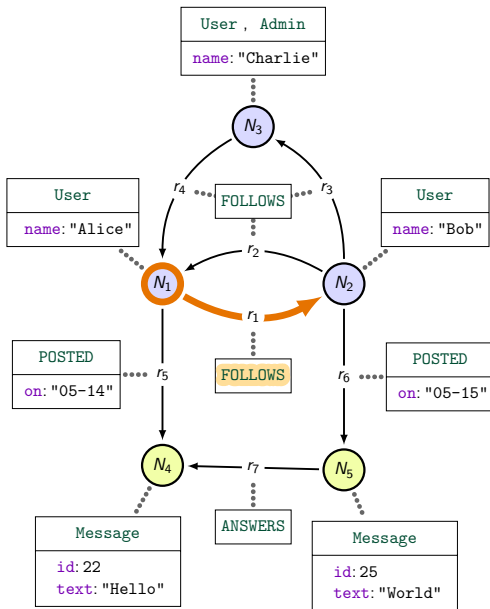 User , Admin
name: "Charlie"
N3
r4
r3
FOLLOWS
User
name: "Alice"
User
name: "Bob"
r2
N1
N2
r1
FOLLOWS
POSTED
on: "05-14"
r5
r6
POSTED
on: "05-15"
N4
r7
N5
ANSWERS
Message
id: 22
text: "Hello"
Message
id: 25
text: "World"